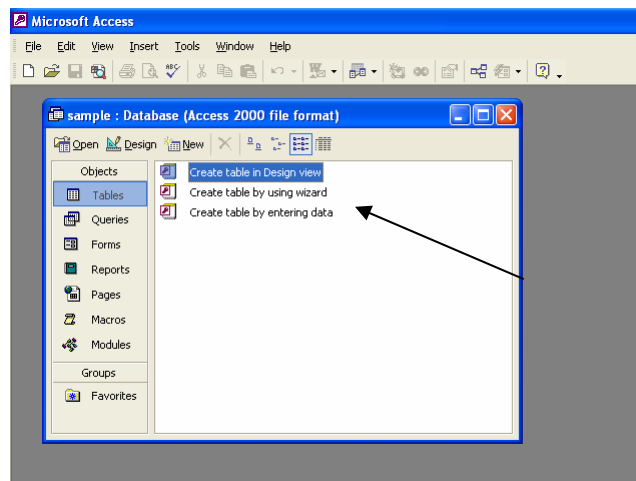 Microsoft Access
File Edit View Insert Tools Window Help
ABC
sample : Database (Access 2000 file format)
Open Design New
Objects
Tables
Queries
Forms
Reports
Pages
Macros
Modules
Groups
Favorites
Create table in Design view
Create table by using wizard
Create table by entering data